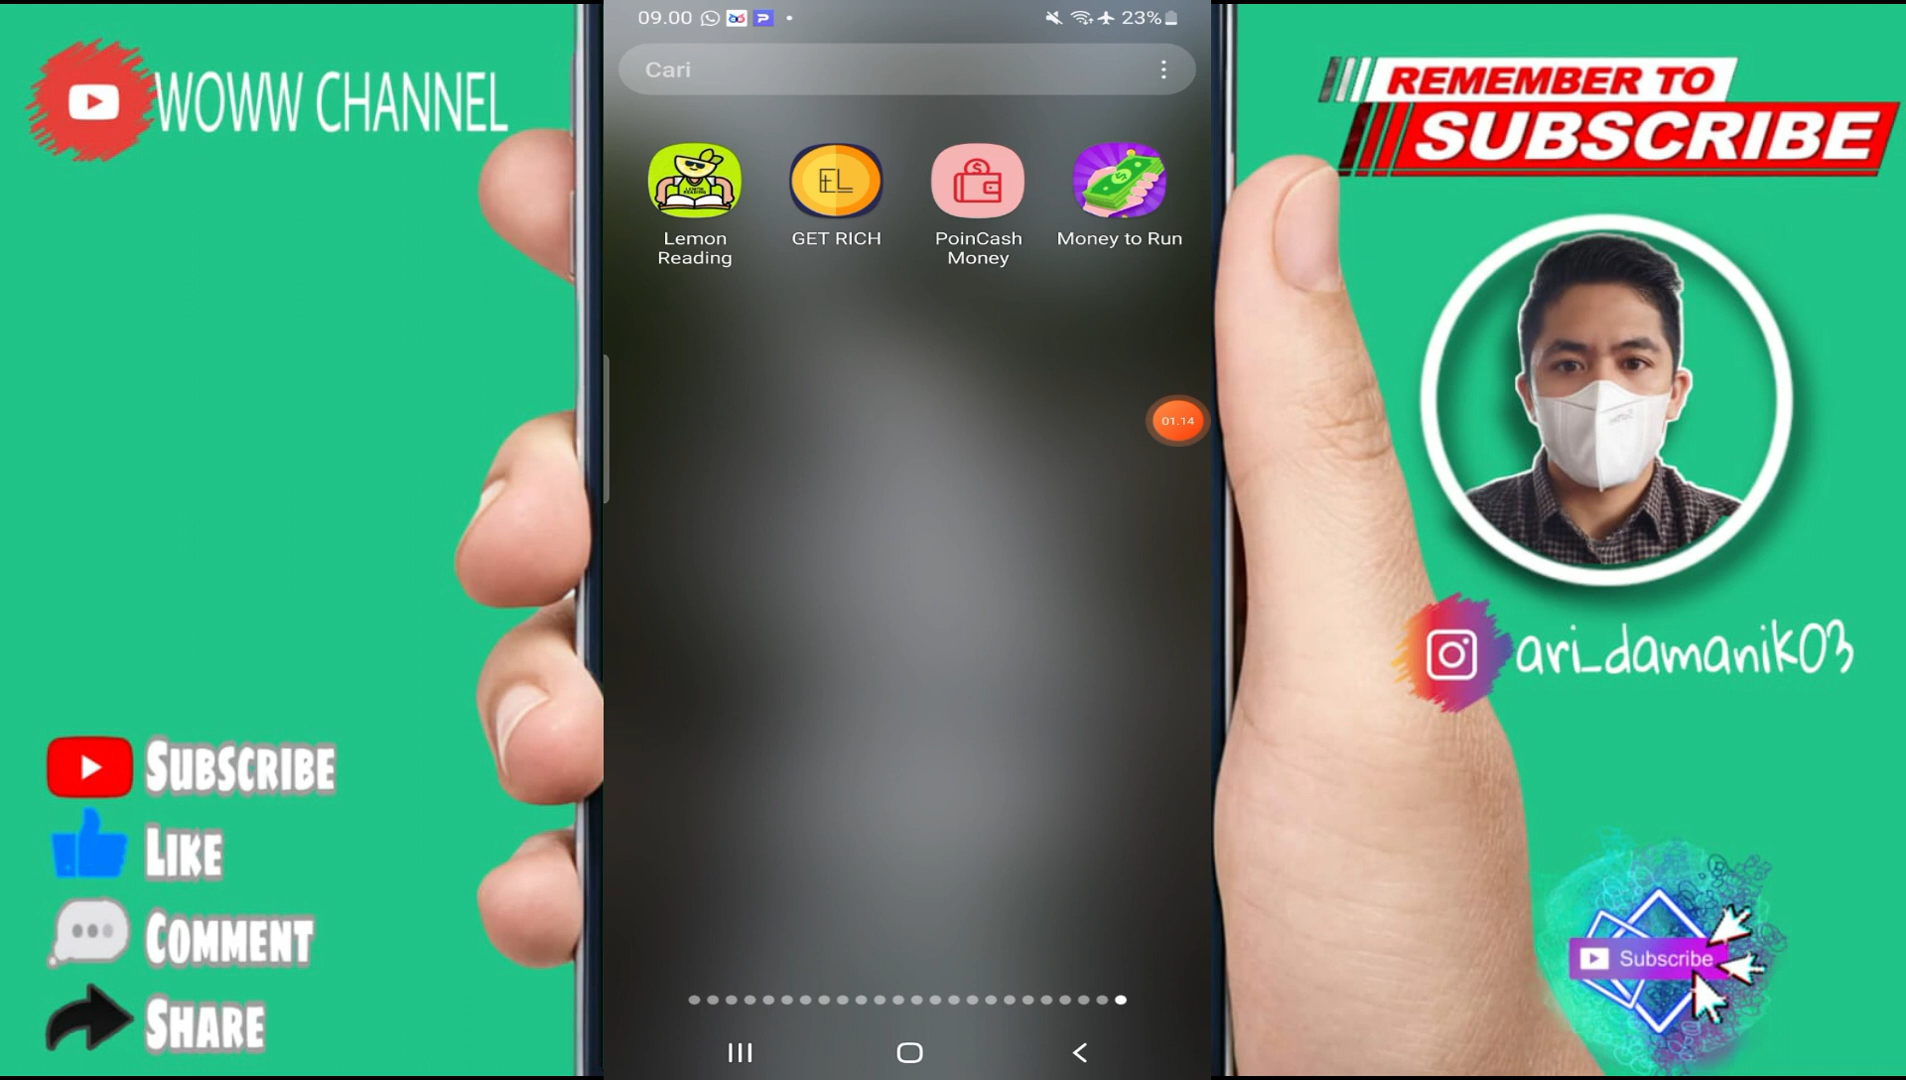 WOWW CHANNEL
09.00
23%
Cari
EL
Lemon
Reading
GET RICH
PoinCash
Money
Money to Run
01.14
REMEMBER TO
SUBSCRIBE
ari_damanik03
SUBSCRIBE
LIKE
COMMENT
SHARE
Subscribe